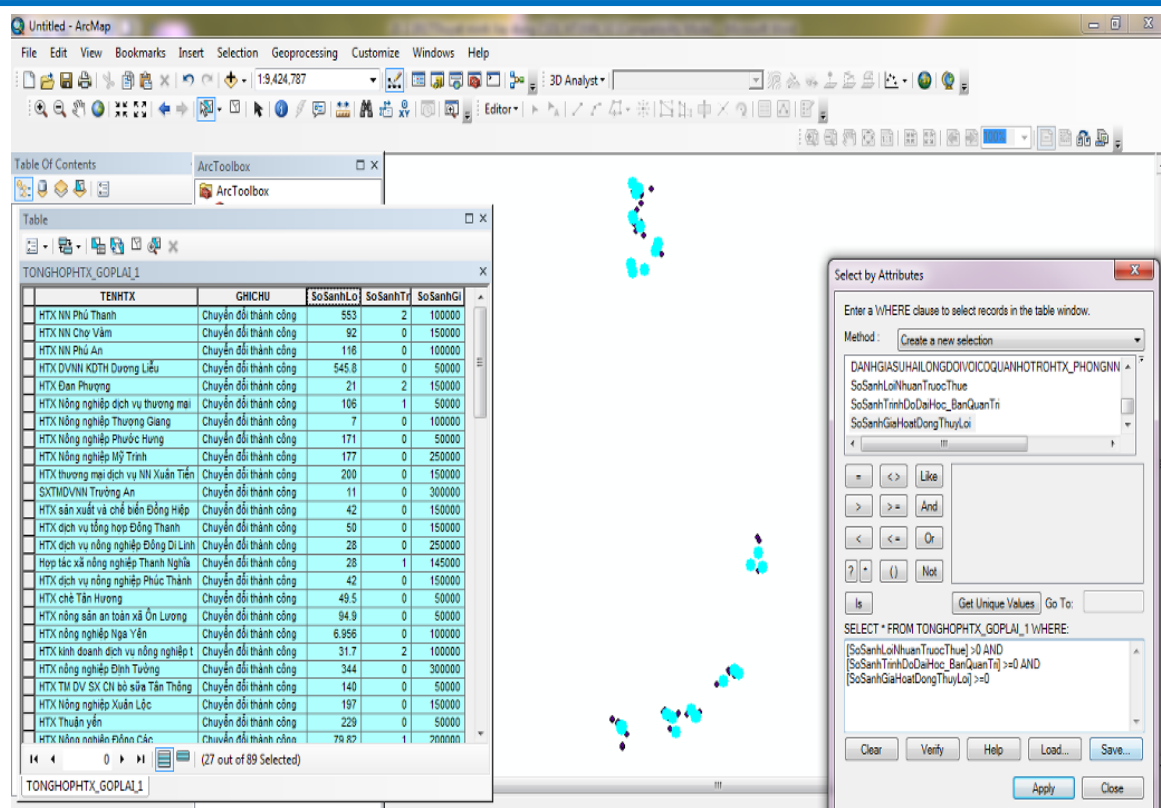 Untitled - ArcMap
File Edit View Bookmarks Insert Selection Geoprocessing Customize Windows Help
1:9,424,787
3D Analyst
Editor
100%
Table Of Contents
ArcToolbox
ArcToolbox
Table
TONGHOPHTX_GOPLAI_1
TENHTX GHICHU SoSanhLo SoSanhTr SoSanhGi
HTX NN Phú Thanh Chuyển đổi thành công 553 2 100000
HTX NN Chợ Vàm Chuyển đổi thành công 92 0 150000
HTX NN Phú An Chuyển đổi thành công 116 0 100000
HTX DVNN KDTH Dương Liễu Chuyển đổi thành công 545.8 0 50000
HTX Đan Phượng Chuyển đổi thành công 21 2 150000
HTX Nông nghiệp dịch vụ thương mại Chuyển đổi thành công 106 1 50000
HTX Nông nghiệp Thượng Giang Chuyển đổi thành công 7 0 100000
HTX Nông nghiệp Phước Hưng Chuyển đổi thành công 171 0 50000
HTX Nông nghiệp Mỹ Trinh Chuyển đổi thành công 177 0 250000
HTX thương mại dịch vụ NN Xuân Tiến Chuyển đổi thành công 200 0 150000
SXTMDVNN Trường An Chuyển đổi thành công 11 0 300000
HTX sản xuất và chế biến Đồng Hiệp Chuyển đổi thành công 42 0 150000
HTX dịch vụ tổng hợp Đông Thanh Chuyển đổi thành công 50 0 150000
HTX dịch vụ nông nghiệp Đông Di Linh Chuyển đổi thành công 28 0 250000
Hợp tác xã nông nghiệp Thanh Nghĩa Chuyển đổi thành công 28 1 145000
HTX dịch vụ nông nghiệp Phúc Thành Chuyển đổi thành công 42 0 150000
HTX chè Tân Hương Chuyển đổi thành công 49.5 0 50000
HTX nông sản an toàn xã Ôn Lương Chuyển đổi thành công 94.9 0 50000
HTX nông nghiệp Nga Yên Chuyển đổi thành công 6.956 0 100000
HTX kinh doanh dịch vụ nông nghiệp t Chuyển đổi thành công 31.7 2 100000
HTX nông nghiệp Định Tường Chuyển đổi thành công 344 0 300000
HTX TM DV SX CN bò sữa Tân Thông Chuyển đổi thành công 140 0 50000
HTX Nông nghiệp Xuân Lộc Chuyển đổi thành công 197 0 150000
HTX Thuần yến Chuyển đổi thành công 229 0 50000
HTX Nông nghiệp Đồng Các Chuyển đổi thành công 79.82 1 200000
0 (27 out of 89 Selected)
TONGHOPHTX_GOPLAI_1
Select by Attributes
Enter a WHERE clause to select records in the table window.
Method : Create a new selection
DANHGIASUHAILONGDOIVOICOQUANHOTROHTX_PHONGNN
SoSanhLoiNhuanTruocThue
SoSanhTrinhDoDaiHoc_BanQuanTri
SoSanhGiaHoatDongThuyLoi
= <> Like
> >= And
< <= Or
? * () Not
Is Get Unique Values Go To:
SELECT * FROM TONGHOPHTX_GOPLAI_1 WHERE:
[SoSanhLoiNhuanTruocThue] >0 AND
[SoSanhTrinhDoDaiHoc_BanQuanTri] >=0 AND
[SoSanhGiaHoatDongThuyLoi] >=0
Clear Verify Help Load... Save...
Apply Close